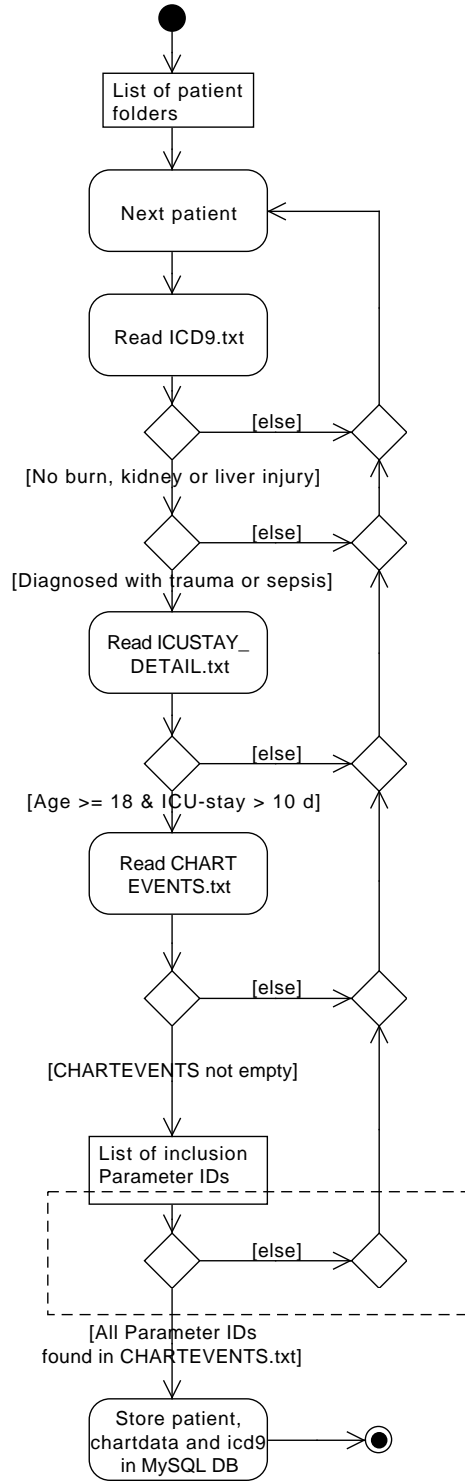 List of patient
folders
Next patient
Read ICD9.txt
[else]
[No burn, kidney or liver injury]
[else]
[Diagnosed with trauma or sepsis]
Read ICUSTAY_
DETAIL.txt
[else]
[Age >= 18 & ICU-stay > 10 d]
Read CHART
EVENTS.txt
[else]
[CHARTEVENTS not empty]
List of inclusion
Parameter IDs
[else]
[All Parameter IDs
found in CHARTEVENTS.txt]
Store patient,
chartdata and icd9
in MySQL DB